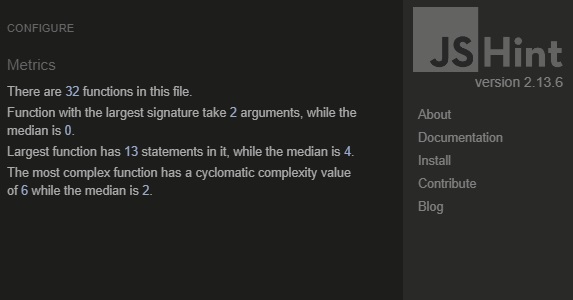 CONFIGURE
Metrics
There are 32 functions in this file.
Function with the largest signature take 2 arguments, while the
median is 0.
Largest function has 13 statements in it, while the median is 4.
The most complex function has a cyclomatic complexity value
of 6 while the median is 2.
JSHint
version 2.13.6
About
Documentation
Install
Contribute
Blog